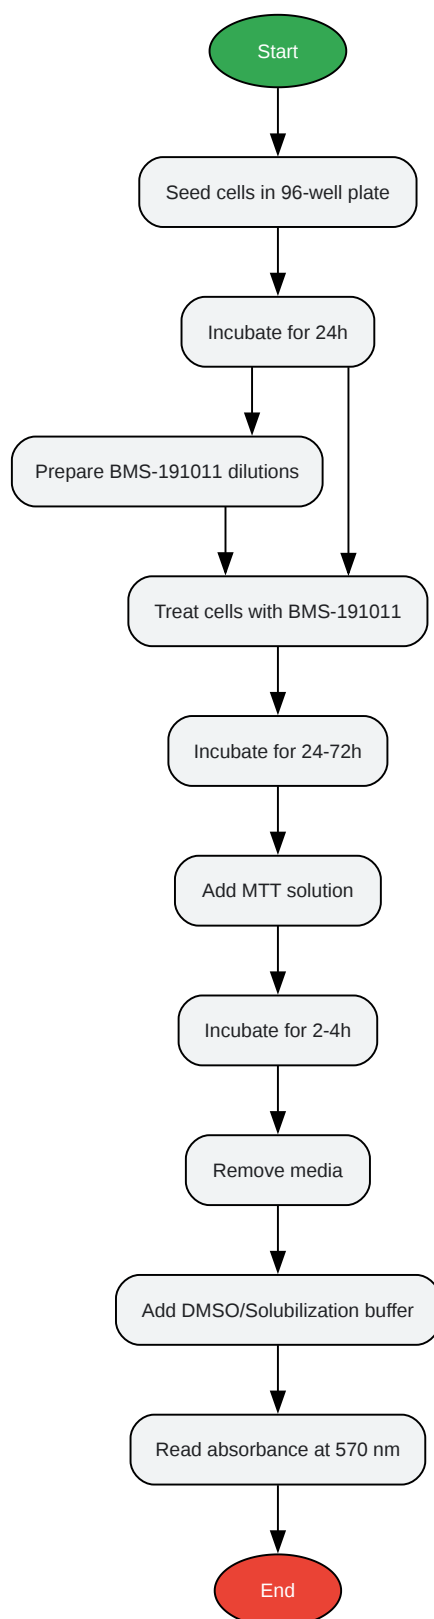 Start
Seed cells in 96-well plate
Incubate for 24h
Prepare BMS-191011 dilutions
Treat cells with BMS-191011
Incubate for 24-72h
Add MTT solution
Incubate for 2-4h
Remove media
Add DMSO/Solubilization buffer
Read absorbance at 570 nm
End